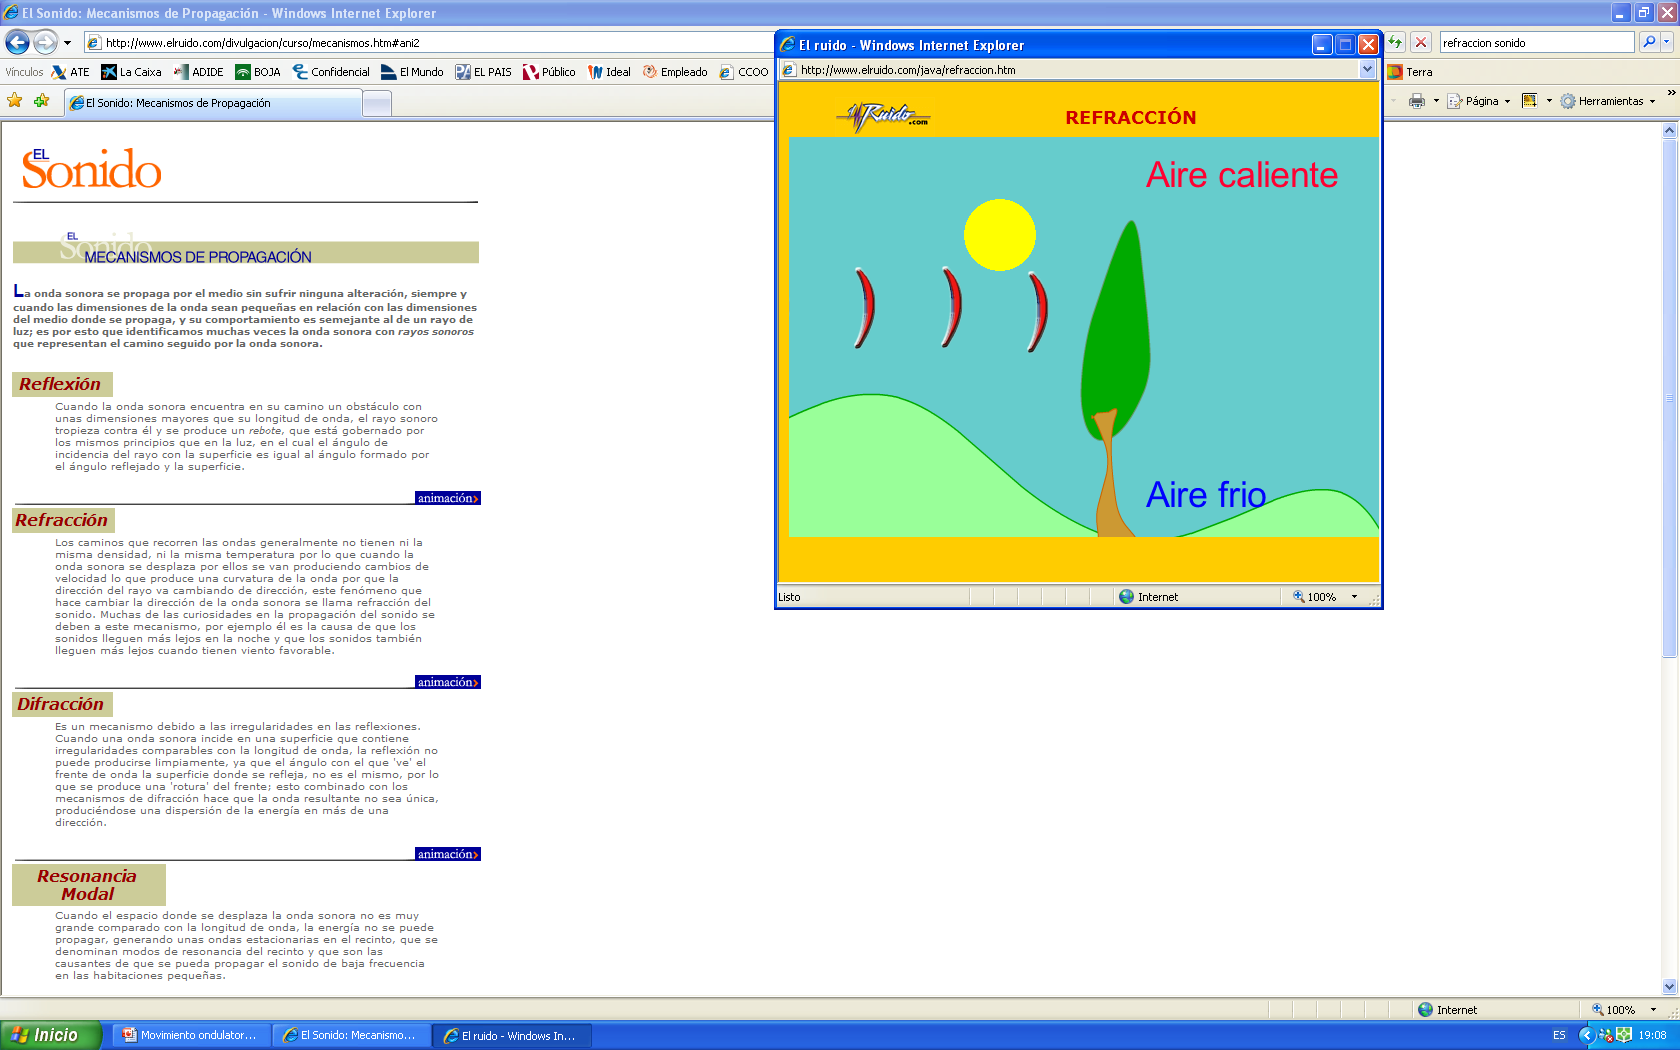 El Sonido: Mecanismos de Propagación - Windows Internet Explorer
http://www.elruido.com/divulgacion/curso/mecanismos.htm#ani2
refraccion sonido
Vínculos ATE La Caixa ADIDE BOJA Confidencial El Mundo EL PAIS Público Ideal Empleado CCOO Terra
El Sonido: Mecanismos de Propagación
Página Herramientas »
EL
Sonido
EL
Sonido
MECANISMOS DE PROPAGACIÓN
La onda sonora se propaga por el medio sin sufrir ninguna alteración, siempre y
cuando las dimensiones de la onda sean pequeñas en relación con las dimensiones
del medio donde se propaga, y su comportamiento es semejante al de un rayo de
luz; es por esto que identificamos muchas veces la onda sonora con rayos sonoros
que representan el camino seguido por la onda sonora.
Reflexión
Cuando la onda sonora encuentra en su camino un obstáculo con
unas dimensiones mayores que su longitud de onda, el rayo sonoro
tropieza contra él y se produce un rebote, que está gobernado por
los mismos principios que en la luz, en el cual el ángulo de
incidencia del rayo con la superficie es igual al ángulo formado por
el ángulo reflejado y la superficie.
animación›
Refracción
Los caminos que recorren las ondas generalmente no tienen ni la
misma densidad, ni la misma temperatura por lo que cuando la
onda sonora se desplaza por ellos se van produciendo cambios de
velocidad lo que produce una curvatura de la onda por que la
dirección del rayo va cambiando de dirección, este fenómeno que
hace cambiar la dirección de la onda sonora se llama refracción del
sonido. Muchas de las curiosidades en la propagación del sonido se
deben a este mecanismo, por ejemplo él es la causa de que los
sonidos lleguen más lejos en la noche y que los sonidos también
lleguen más lejos cuando tienen viento favorable.
animación›
Difracción
Es un mecanismo debido a las irregularidades en las reflexiones.
Cuando una onda sonora incide en una superficie que contiene
irregularidades comparables con la longitud de onda, la reflexión no
puede producirse limpiamente, ya que el ángulo con el que 've' el
frente de onda la superficie donde se refleja, no es el mismo, por lo
que se produce una 'rotura' del frente; esto combinado con los
mecanismos de difracción hace que la onda resultante no sea única,
produciéndose una dispersión de la energía en más de una
dirección.
animación›
Resonancia
Modal
Cuando el espacio donde se desplaza la onda sonora no es muy
grande comparado con la longitud de onda, la energía no se puede
propagar, generando unas ondas estacionarias en el recinto, que se
denominan modos de resonancia del recinto y que son las
causantes de que se pueda propagar el sonido de baja frecuencia
en las habitaciones pequeñas.
El ruido - Windows Internet Explorer
http://www.elruido.com/java/refraccion.htm
Ruido.com
REFRACCIÓN
Aire caliente
Aire frio
Listo Internet 100%
Internet 100%
Inicio Movimiento ondulator... El Sonido: Mecanismo... El ruido - Windows In... ES 19:08